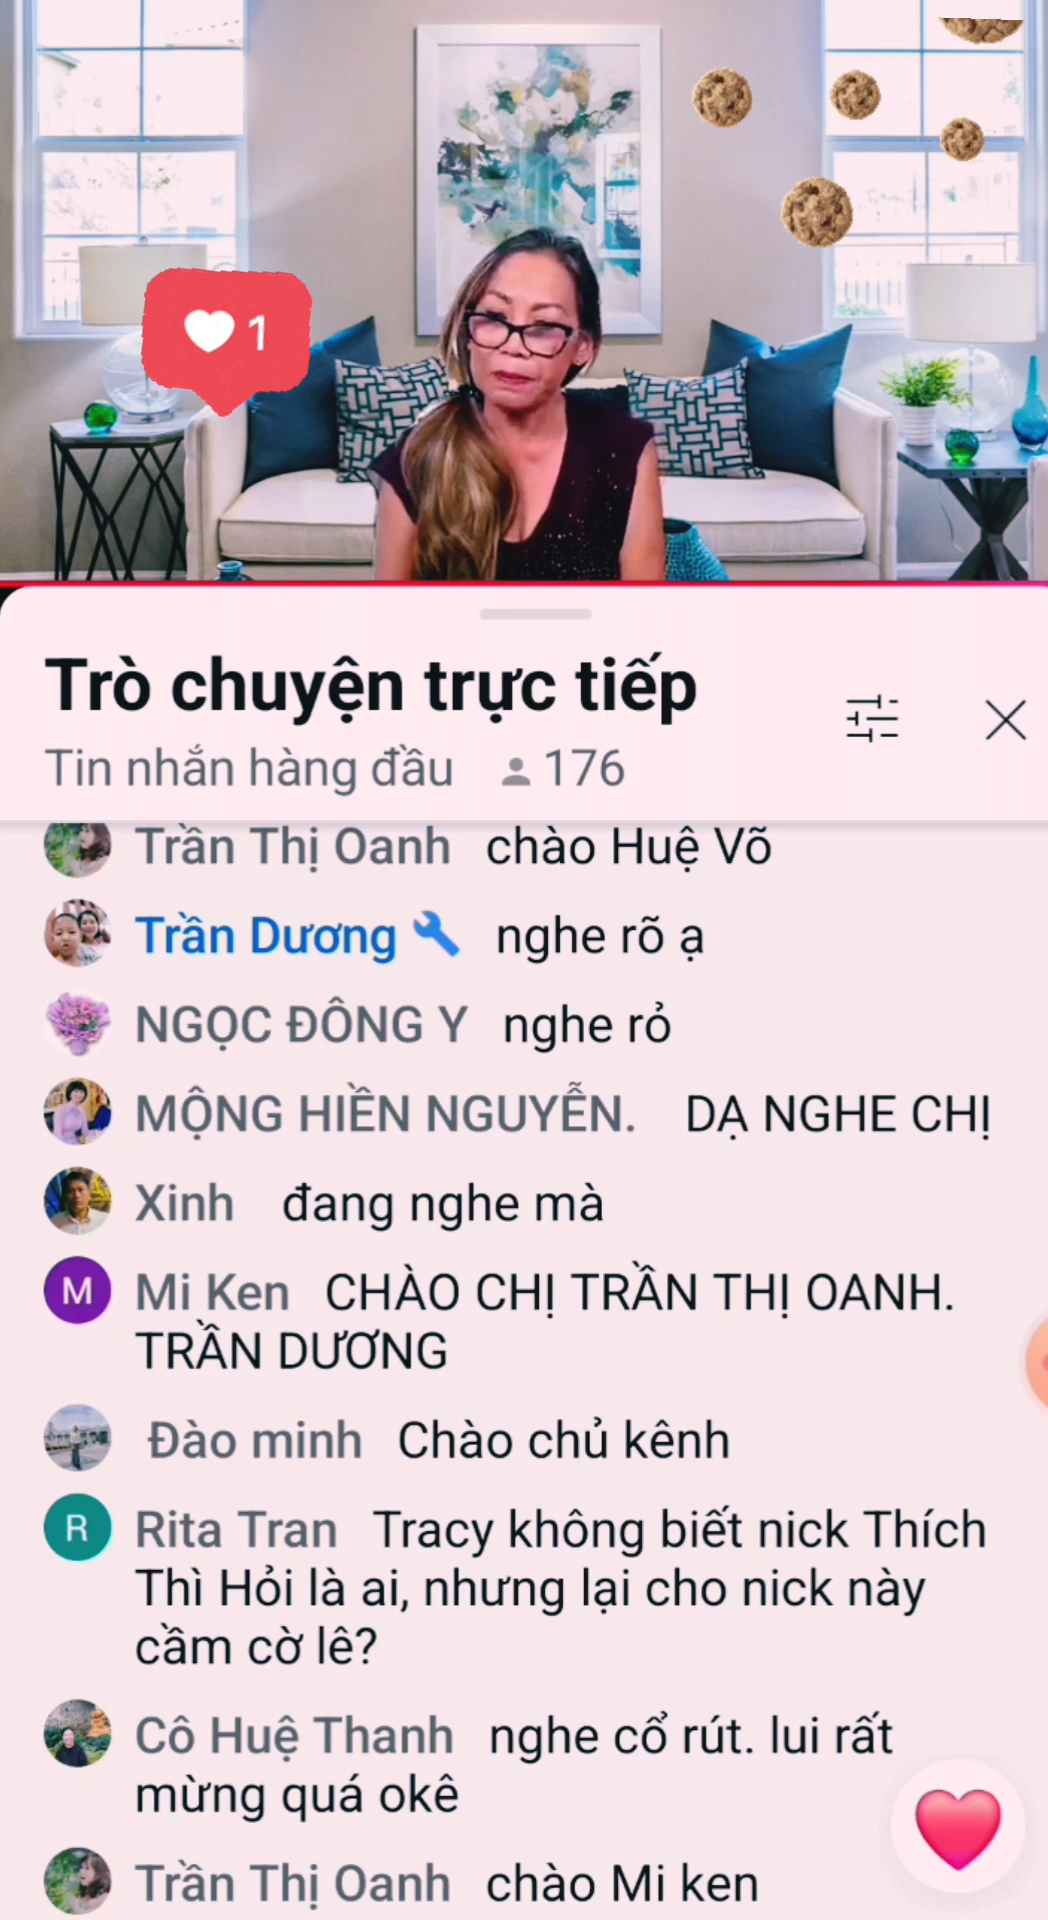 1
Trò chuyện trực tiếp
Tin nhắn hàng đầu 176
Trần Thị Oanh chào Huệ Võ
Trần Dương nghe rõ ạ
NGỌC ĐÔNG Y nghe rỏ
MỘNG HIỀN NGUYỄN. DẠ NGHE CHỊ
Xinh đang nghe mà
M Mi Ken CHÀO CHỊ TRẦN THỊ OANH.
TRẦN DƯƠNG
Đào minh Chào chủ kênh
R Rita Tran Tracy không biết nick Thích
Thì Hỏi là ai, nhưng lại cho nick này
cầm cờ lê?
Cô Huệ Thanh nghe cổ rút. lui rất
mừng quá okê
Trần Thị Oanh chào Mi ken